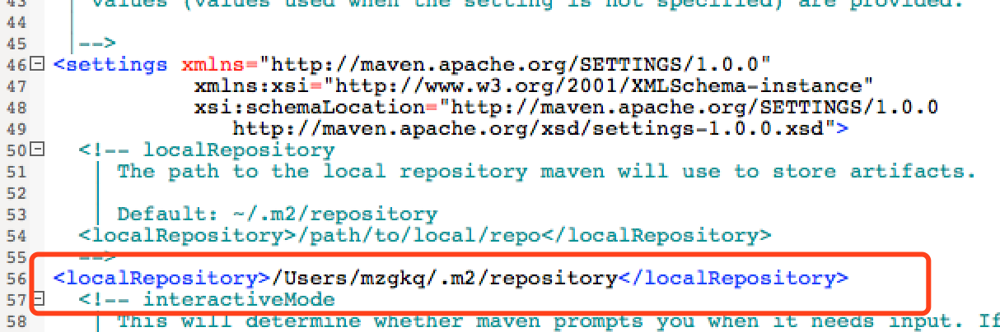 43 values (values used when the setting is not specified) are provided.
44 |
45 |-->
46 <settings xmlns="http://maven.apache.org/SETTINGS/1.0.0"
47 xmlns:xsi="http://www.w3.org/2001/XMLSchema-instance"
48 xsi:schemaLocation="http://maven.apache.org/SETTINGS/1.0.0
49 http://maven.apache.org/xsd/settings-1.0.0.xsd">
50 <!-- localRepository
51 | The path to the local repository maven will use to store artifacts.
52 |
53 | Default: ~/.m2/repository
54 <localRepository>/path/to/local/repo</localRepository>
55 -->
56 <localRepository>/Users/mzgkq/.m2/repository</localRepository>
57 <!-- interactiveMode
58 | This will determine whether maven prompts you when it needs input. If